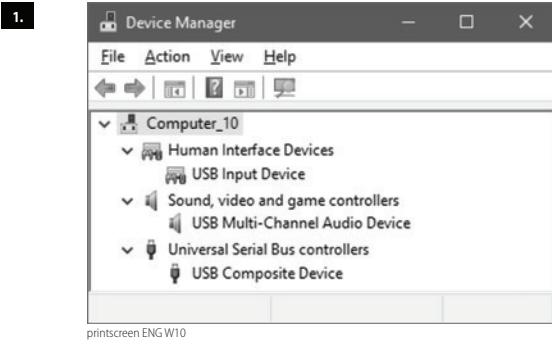 1.
Device Manager
File Action View Help
Computer_10
Human Interface Devices
USB Input Device
Sound, video and game controllers
USB Multi-Channel Audio Device
Universal Serial Bus controllers
USB Composite Device
printscreen ENG W10